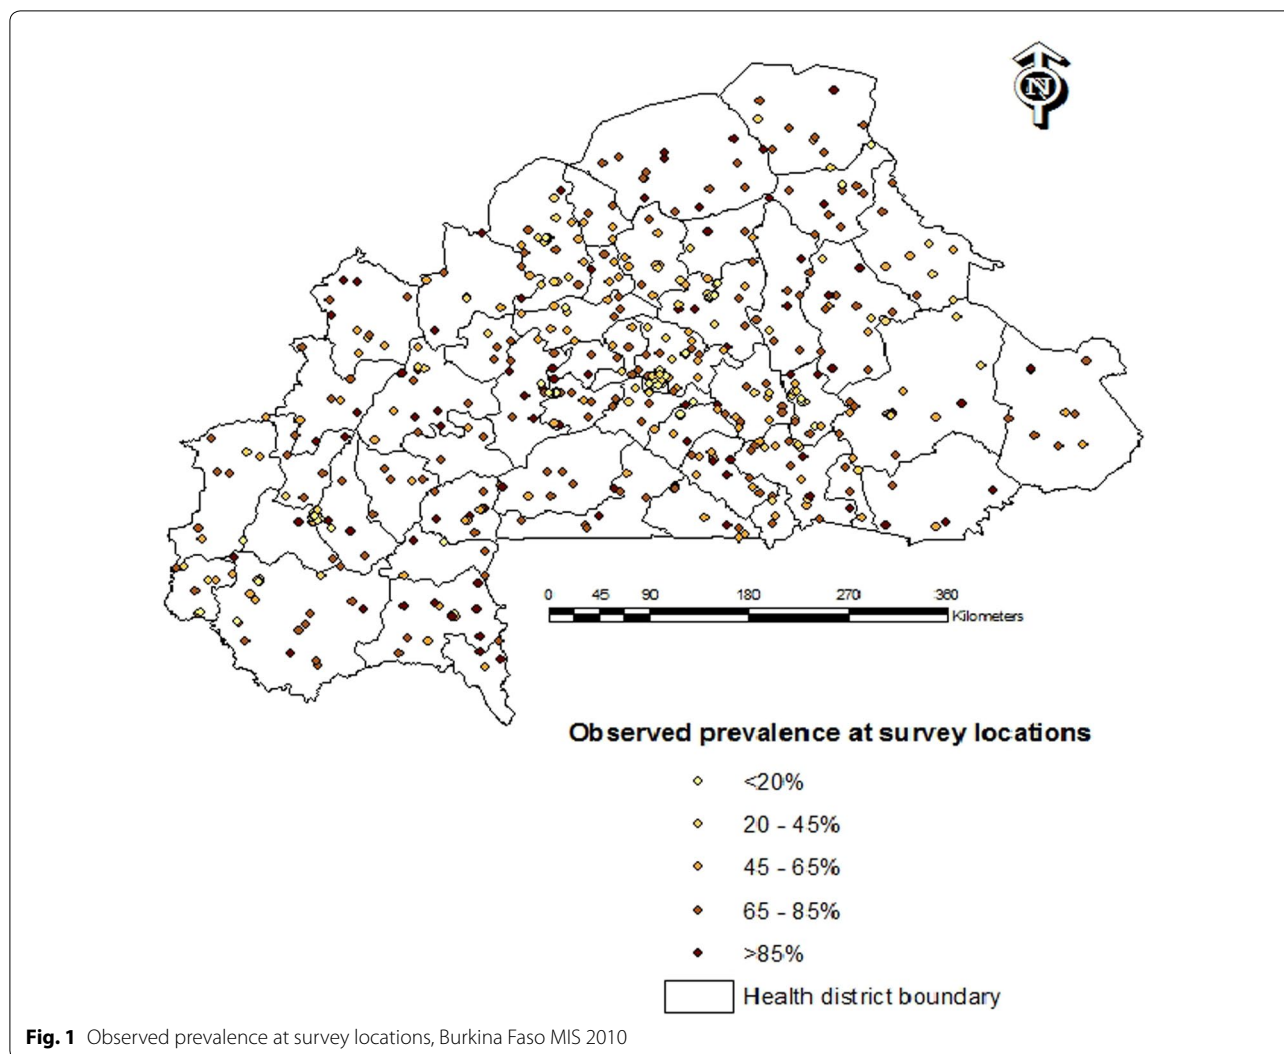 N
0 45 90 180 270 360
Kilometers
Observed prevalence at survey locations
<20%
20 - 45%
45 - 65%
65 - 85%
>85%
Health district boundary
Fig. 1 Observed prevalence at survey locations, Burkina Faso MIS 2010